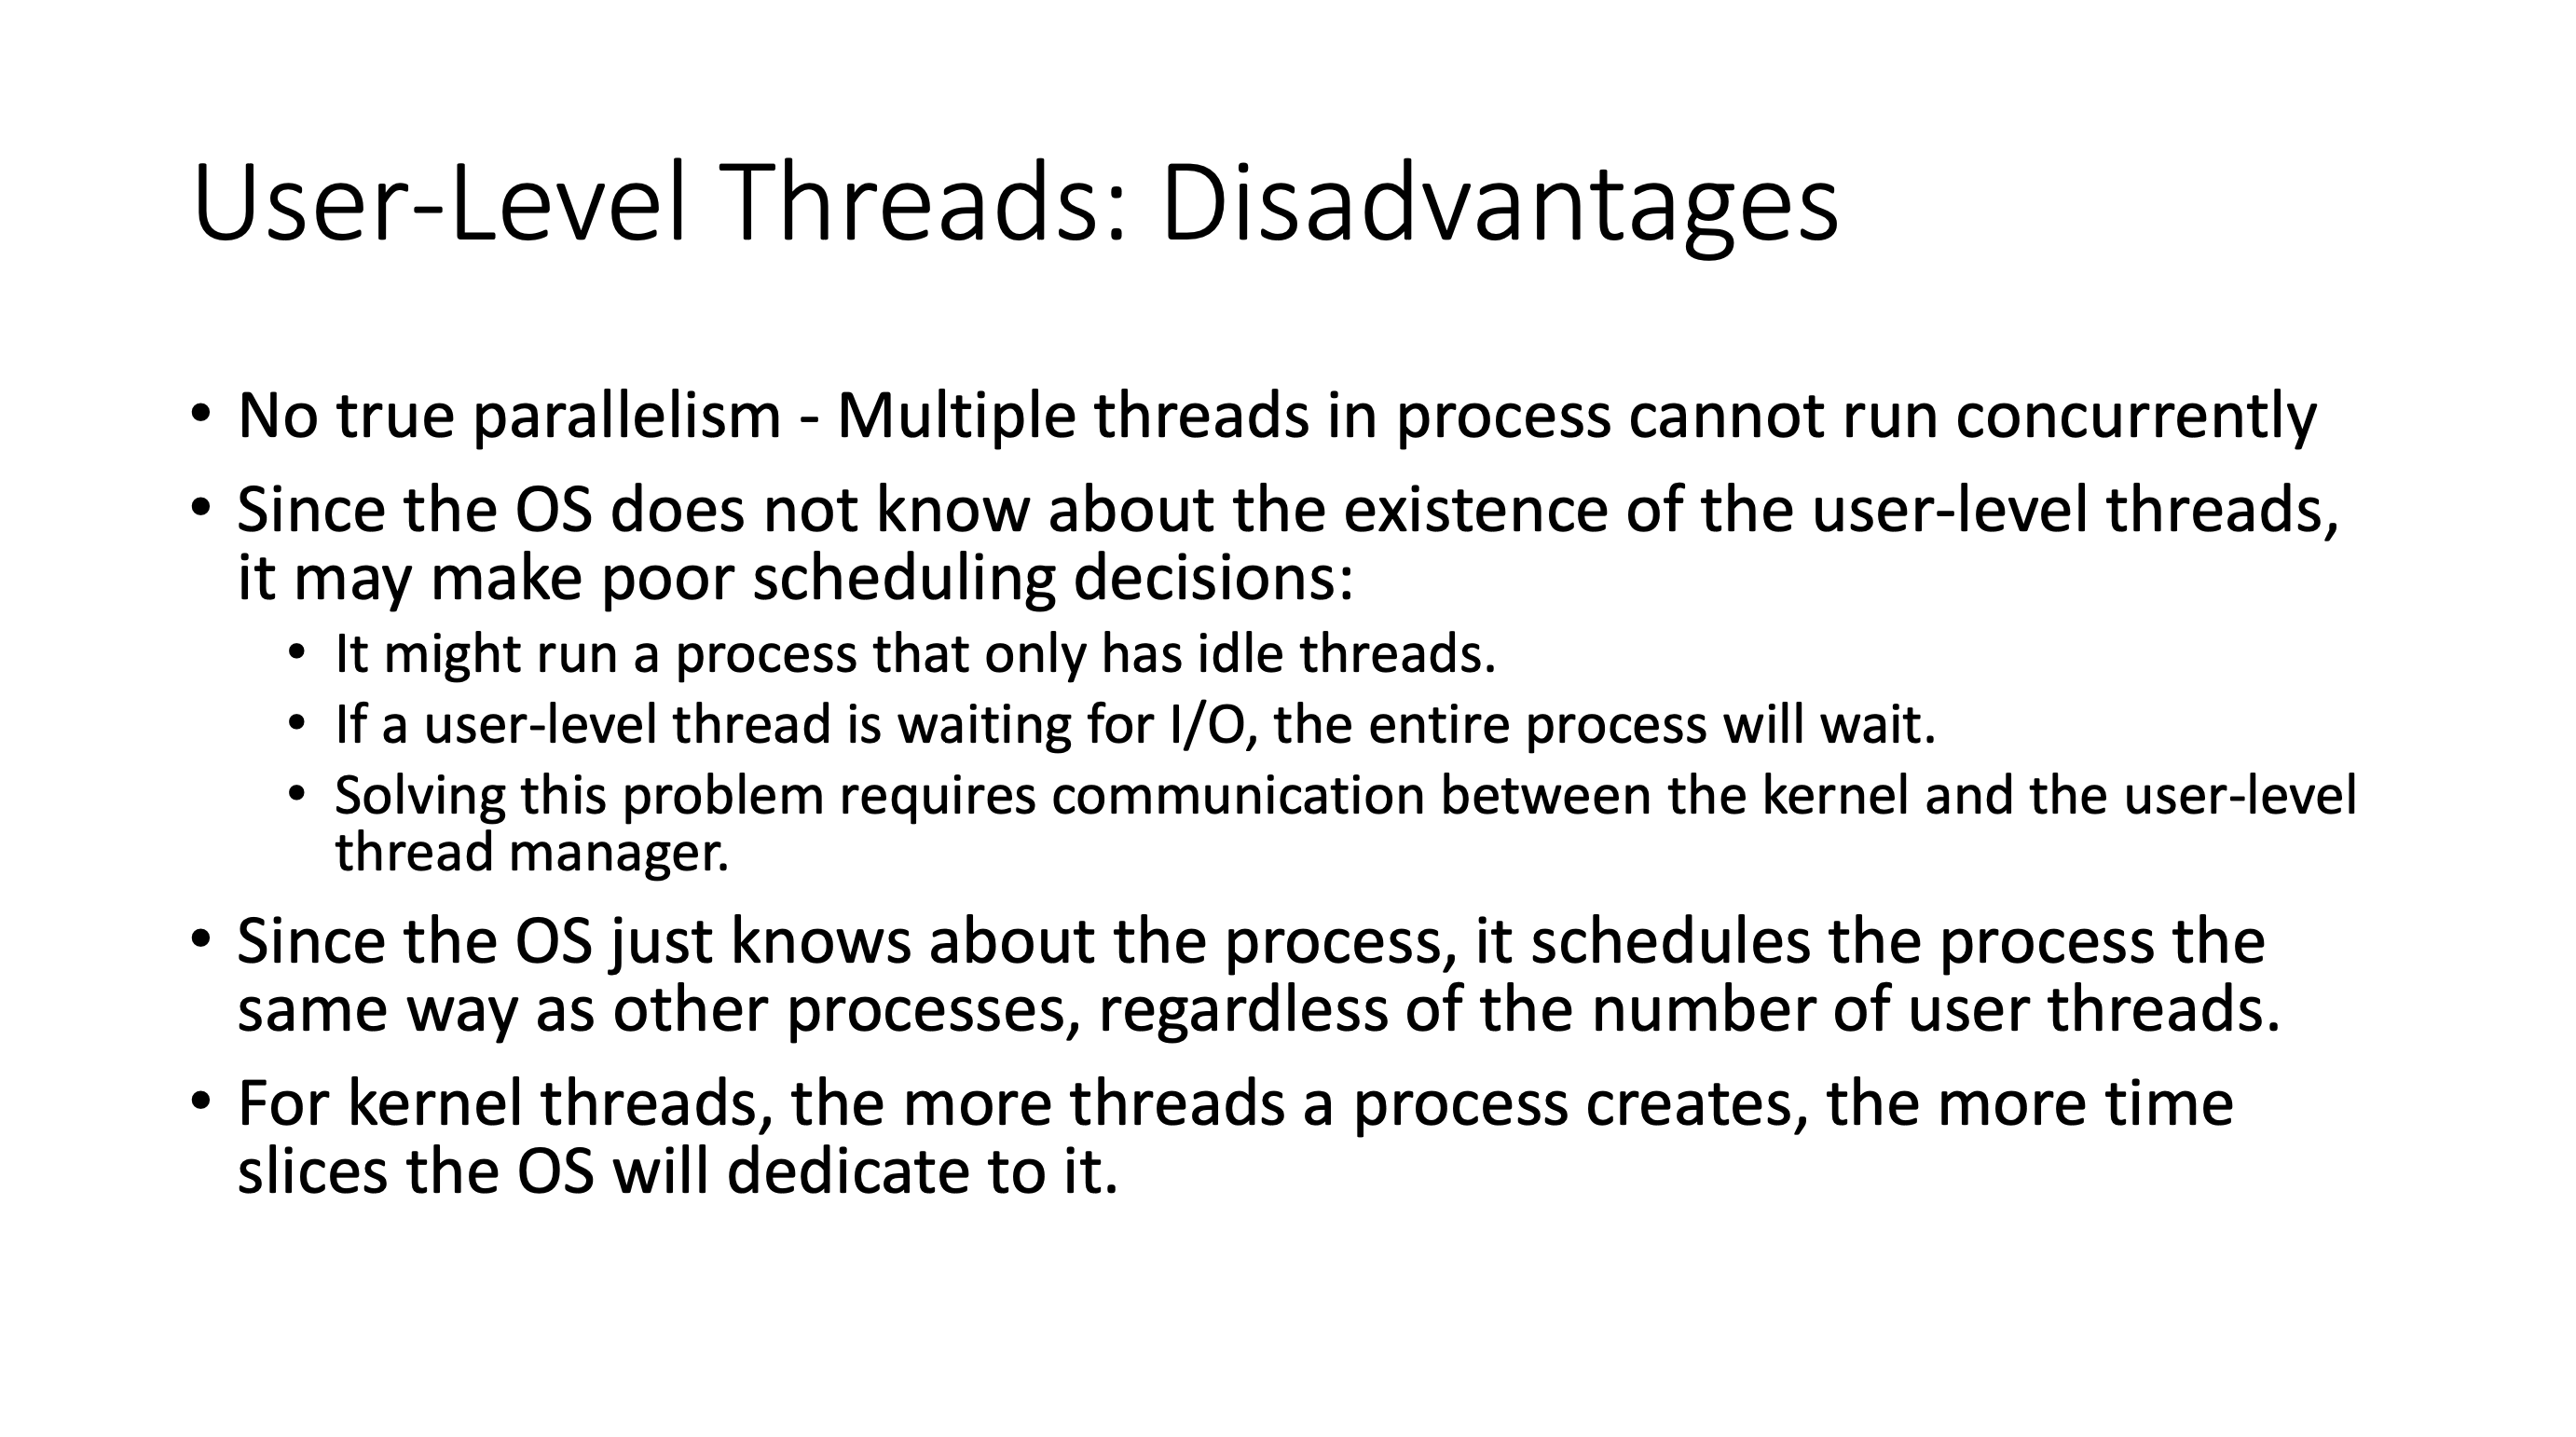 User-Level Threads: Disadvantages
• No true parallelism - Multiple threads in process cannot run concurrently
• Since the OS does not know about the existence of the user-level threads,
it may make poor scheduling decisions:
• It might run a process that only has idle threads.
• If a user-level thread is waiting for I/O, the entire process will wait.
• Solving this problem requires communication between the kernel and the user-level
thread manager.
• Since the OS just knows about the process, it schedules the process the
same way as other processes, regardless of the number of user threads.
• For kernel threads, the more threads a process creates, the more time
slices the OS will dedicate to it.